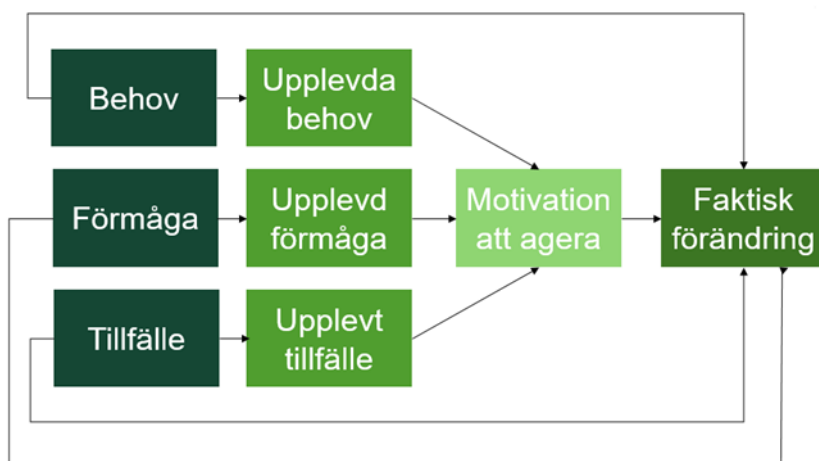 Behov
Upplevda
behov
Förmåga
Upplevd
förmåga
Motivation
att agera
Faktisk
förändring
Tillfälle
Upplevt
tillfälle